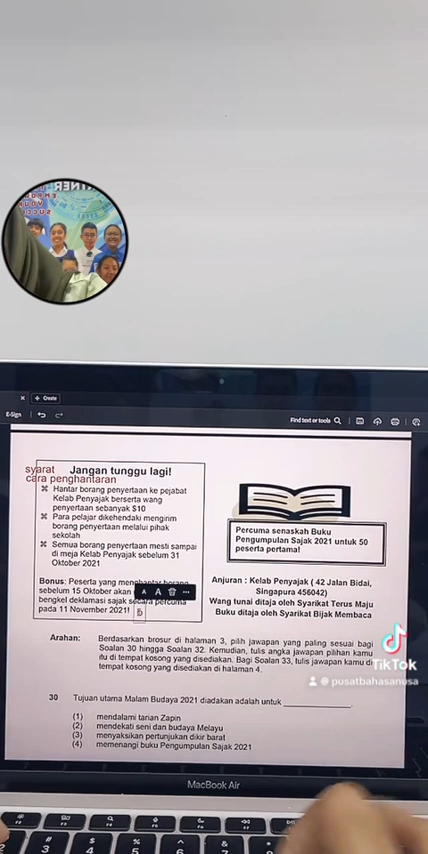 Create
E-Sign
Find text or tools
syarat
Jangan tunggu lagi!
cara penghantaran
⌘ Hantar borang penyertaan ke pejabat
Kelab Penyajak berserta wang
penyertaan sebanyak $10
⌘ Para pelajar dikehendaki mengirim
borang penyertaan melalui pihak
sekolah
⌘ Semua borang penyertaan mesti sampai
di meja Kelab Penyajak sebelum 31
Oktober 2021
Bonus: Peserta yang menghantar borang
sebelum 15 Oktober akan
bengkel deklamasi sajak secara percuma
pada 11 November 2021!
Percuma senaskah Buku
Pengumpulan Sajak 2021 untuk 50
peserta pertama!
Anjuran : Kelab Penyajak ( 42 Jalan Bidai,
Singapura 456042)
Wang tunai ditaja oleh Syarikat Terus Maju
Buku ditaja oleh Syarikat Bijak Membaca
Arahan: Berdasarkan brosur di halaman 3, pilih jawapan yang paling sesuai bagi
Soalan 30 hingga Soalan 32. Kemudian, tulis angka jawapan pilihan kamu
itu di tempat kosong yang disediakan. Bagi Soalan 33, tulis jawapan kamu di
tempat kosong yang disediakan di halaman 4.
TikTok
@pusatbahasanusa
30 Tujuan utama Malam Budaya 2021 diadakan adalah untuk ____________.
(1) mendalami tarian Zapin
(2) mendekati seni dan budaya Melayu
(3) menyaksikan pertunjukan dikir barat
(4) memenangi buku Pengumpulan Sajak 2021
MacBook Air
# 3
$ 4
% 5
^ 6
& 7